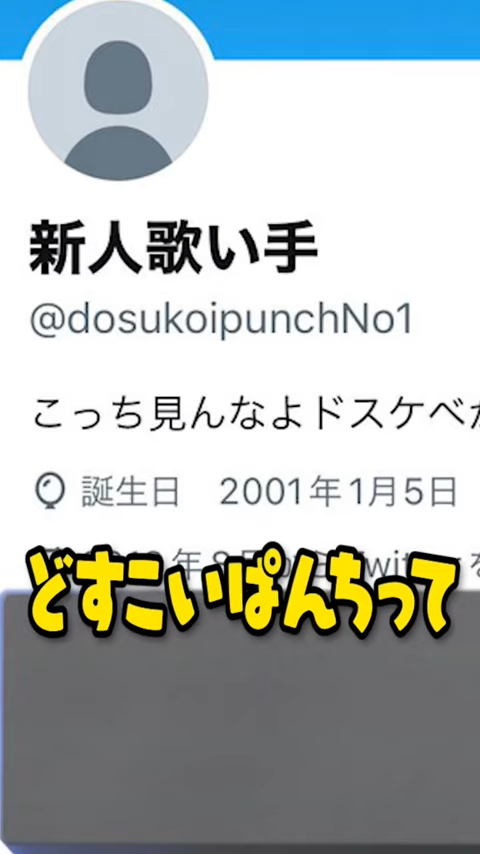 新人歌い手
@dosukoipunchNo1
こっち見んなよドスケベが
誕生日 2001年1月5日
どすこいぱんちって